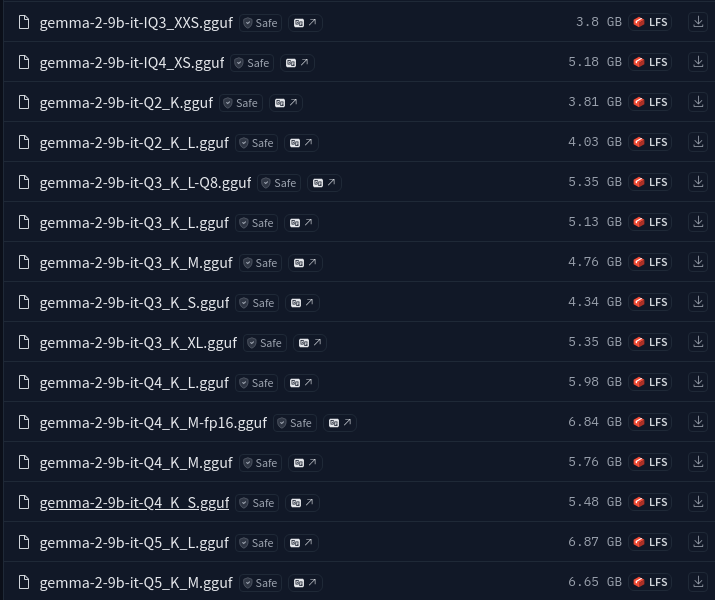 gemma-2-9b-it-IQ3_XXS.gguf Safe 3.8 GB LFS
gemma-2-9b-it-IQ4_XS.gguf Safe 5.18 GB LFS
gemma-2-9b-it-Q2_K.gguf Safe 3.81 GB LFS
gemma-2-9b-it-Q2_K_L.gguf Safe 4.03 GB LFS
gemma-2-9b-it-Q3_K_L-Q8.gguf Safe 5.35 GB LFS
gemma-2-9b-it-Q3_K_L.gguf Safe 5.13 GB LFS
gemma-2-9b-it-Q3_K_M.gguf Safe 4.76 GB LFS
gemma-2-9b-it-Q3_K_S.gguf Safe 4.34 GB LFS
gemma-2-9b-it-Q3_K_XL.gguf Safe 5.35 GB LFS
gemma-2-9b-it-Q4_K_L.gguf Safe 5.98 GB LFS
gemma-2-9b-it-Q4_K_M-fp16.gguf Safe 6.84 GB LFS
gemma-2-9b-it-Q4_K_M.gguf Safe 5.76 GB LFS
gemma-2-9b-it-Q4_K_S.gguf Safe 5.48 GB LFS
gemma-2-9b-it-Q5_K_L.gguf Safe 6.87 GB LFS
gemma-2-9b-it-Q5_K_M.gguf Safe 6.65 GB LFS